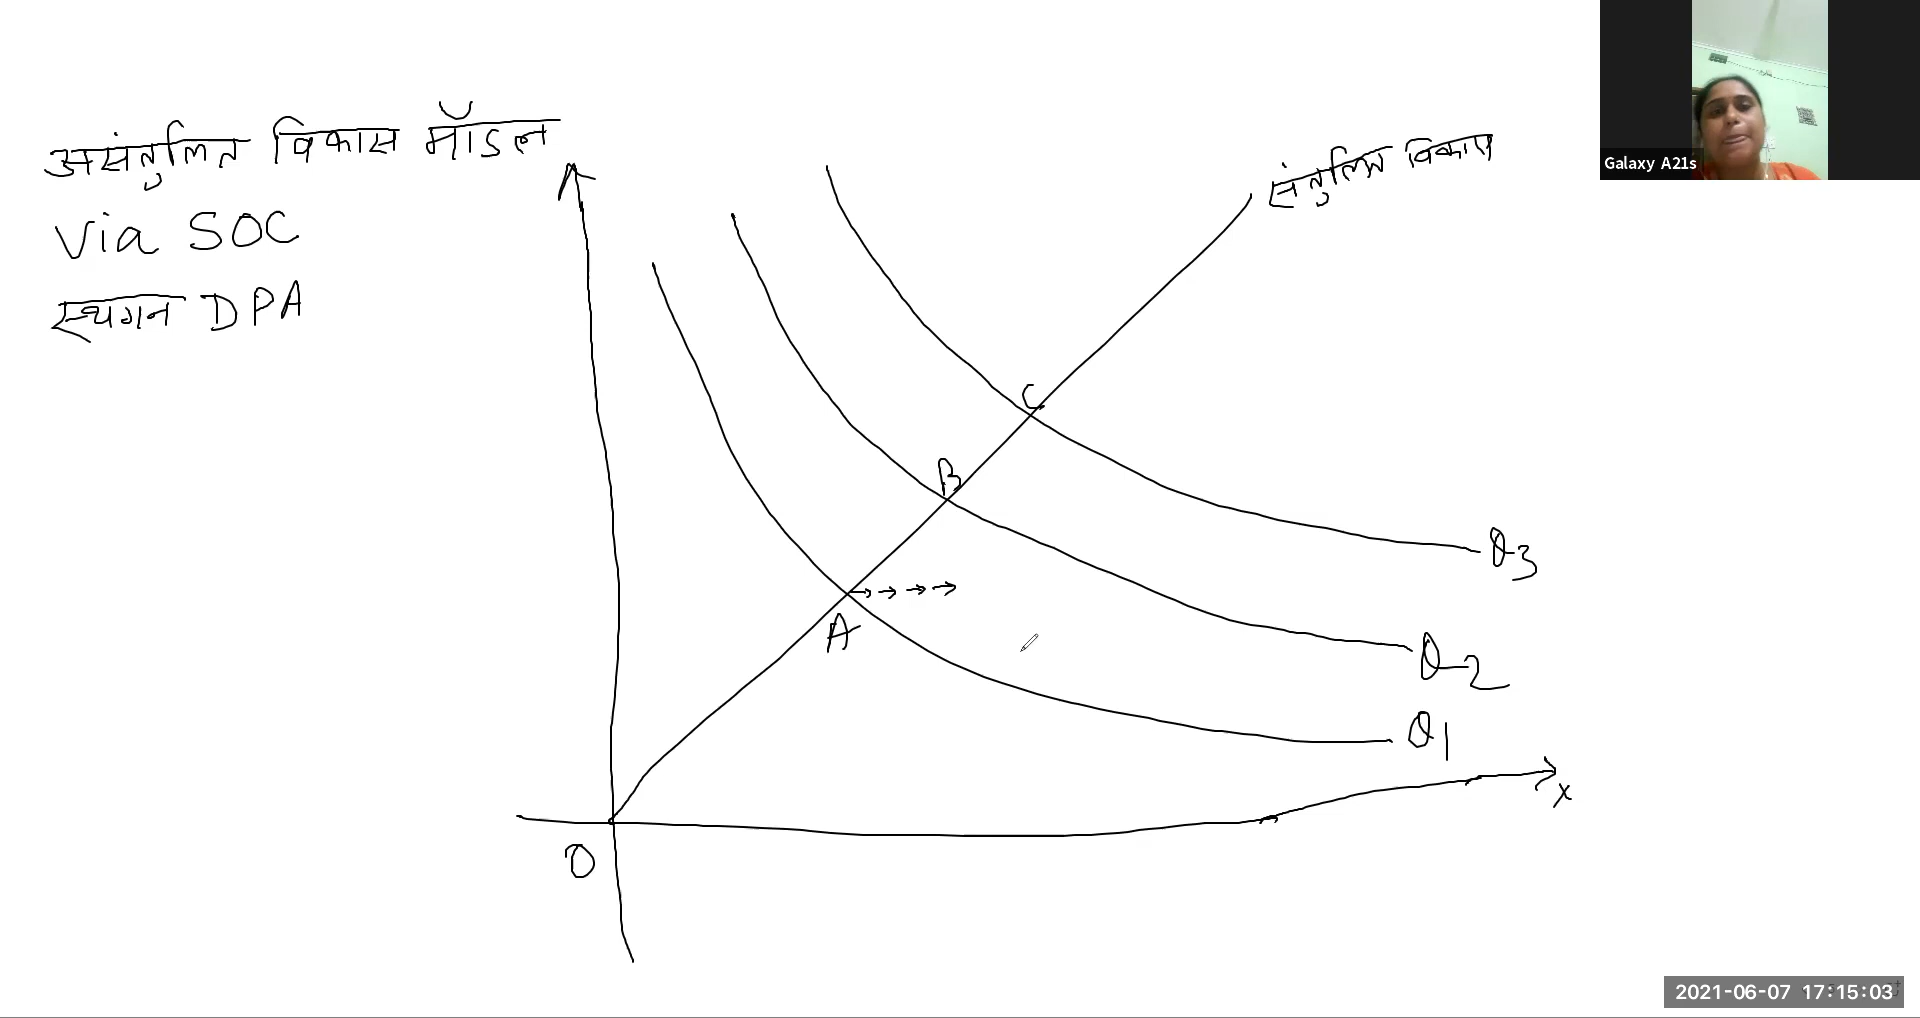 असंतुलित विकास मॉडल
Via SOC
स्थगन DPA
संतुलित विकास
C
B
A
Q3
Q2
Q1
X
O
Galaxy A21s
2021-06-07 17:15:03